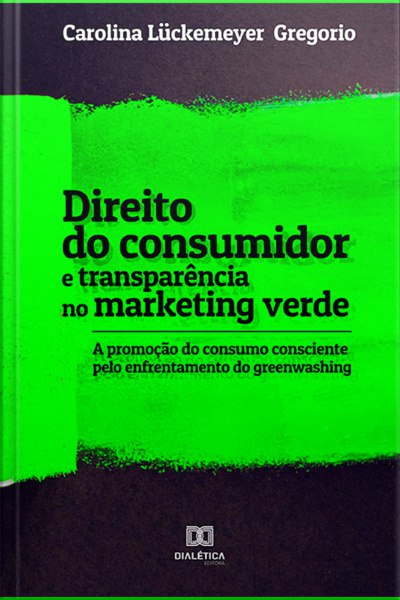 Carolina Lückemeyer Gregorio
Direito
do consumidor
e transparência
no marketing verde
A promoção do consumo consciente
pelo enfrentamento do greenwashing
DIALÉTICA
EDITORA